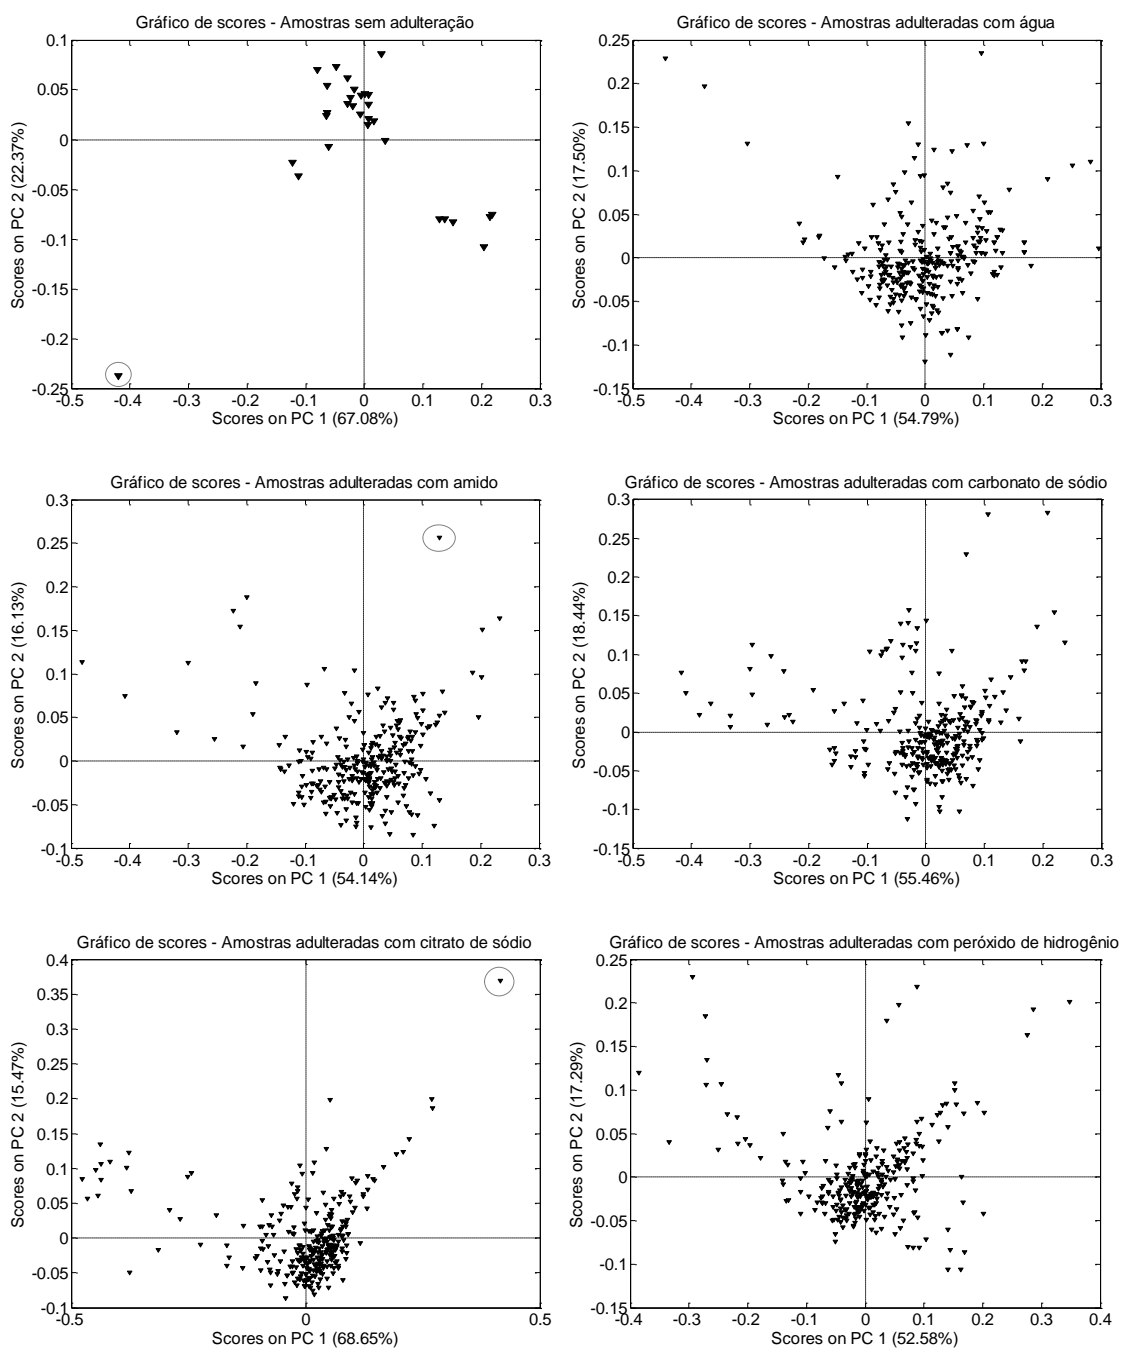 Gráfico de scores - Amostras sem adulteração
0.1
0.05
0
-0.05
-0.1
-0.15
-0.2
-0.25
Scores on PC 2 (22.37%)
-0.5 -0.4 -0.3 -0.2 -0.1 0 0.1 0.2 0.3
Scores on PC 1 (67.08%)
Gráfico de scores - Amostras adulteradas com água
0.25
0.2
0.15
0.1
0.05
0
-0.05
-0.1
-0.15
Scores on PC 2 (17.50%)
-0.5 -0.4 -0.3 -0.2 -0.1 0 0.1 0.2 0.3
Scores on PC 1 (54.79%)
Gráfico de scores - Amostras adulteradas com amido
0.3
0.25
0.2
0.15
0.1
0.05
0
-0.05
-0.1
Scores on PC 2 (16.13%)
-0.5 -0.4 -0.3 -0.2 -0.1 0 0.1 0.2 0.3
Scores on PC 1 (54.14%)
Gráfico de scores - Amostras adulteradas com carbonato de sódio
0.3
0.25
0.2
0.15
0.1
0.05
0
-0.05
-0.1
-0.15
Scores on PC 2 (18.44%)
-0.5 -0.4 -0.3 -0.2 -0.1 0 0.1 0.2 0.3
Scores on PC 1 (55.46%)
Gráfico de scores - Amostras adulteradas com citrato de sódio
0.4
0.35
0.3
0.25
0.2
0.15
0.1
0.05
0
-0.05
-0.1
Scores on PC 2 (15.47%)
-0.5 0 0.5
Scores on PC 1 (68.65%)
Gráfico de scores - Amostras adulteradas com peróxido de hidrogênio
0.25
0.2
0.15
0.1
0.05
0
-0.05
-0.1
-0.15
Scores on PC 2 (17.29%)
-0.4 -0.3 -0.2 -0.1 0 0.1 0.2 0.3 0.4
Scores on PC 1 (52.58%)